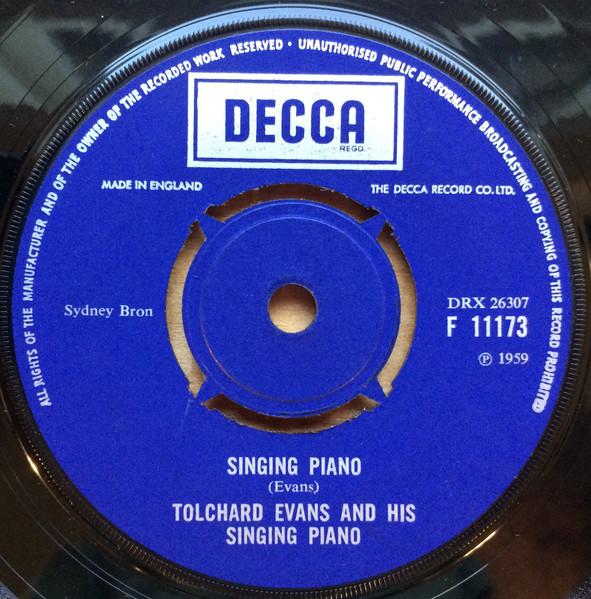 ALL RIGHTS OF THE MANUFACTURER AND OF THE OWNER OF THE RECORDED WORK RESERVED · UNAUTHORISED PUBLIC PERFORMANCE BROADCASTING AND COPYING OF THIS RECORD PROHIBITED
DECCA
REGD.
MADE IN ENGLAND
THE DECCA RECORD CO. LTD.
Sydney Bron
DRX 26307
F 11173
℗ 1959
SINGING PIANO
(Evans)
TOLCHARD EVANS AND HIS
SINGING PIANO